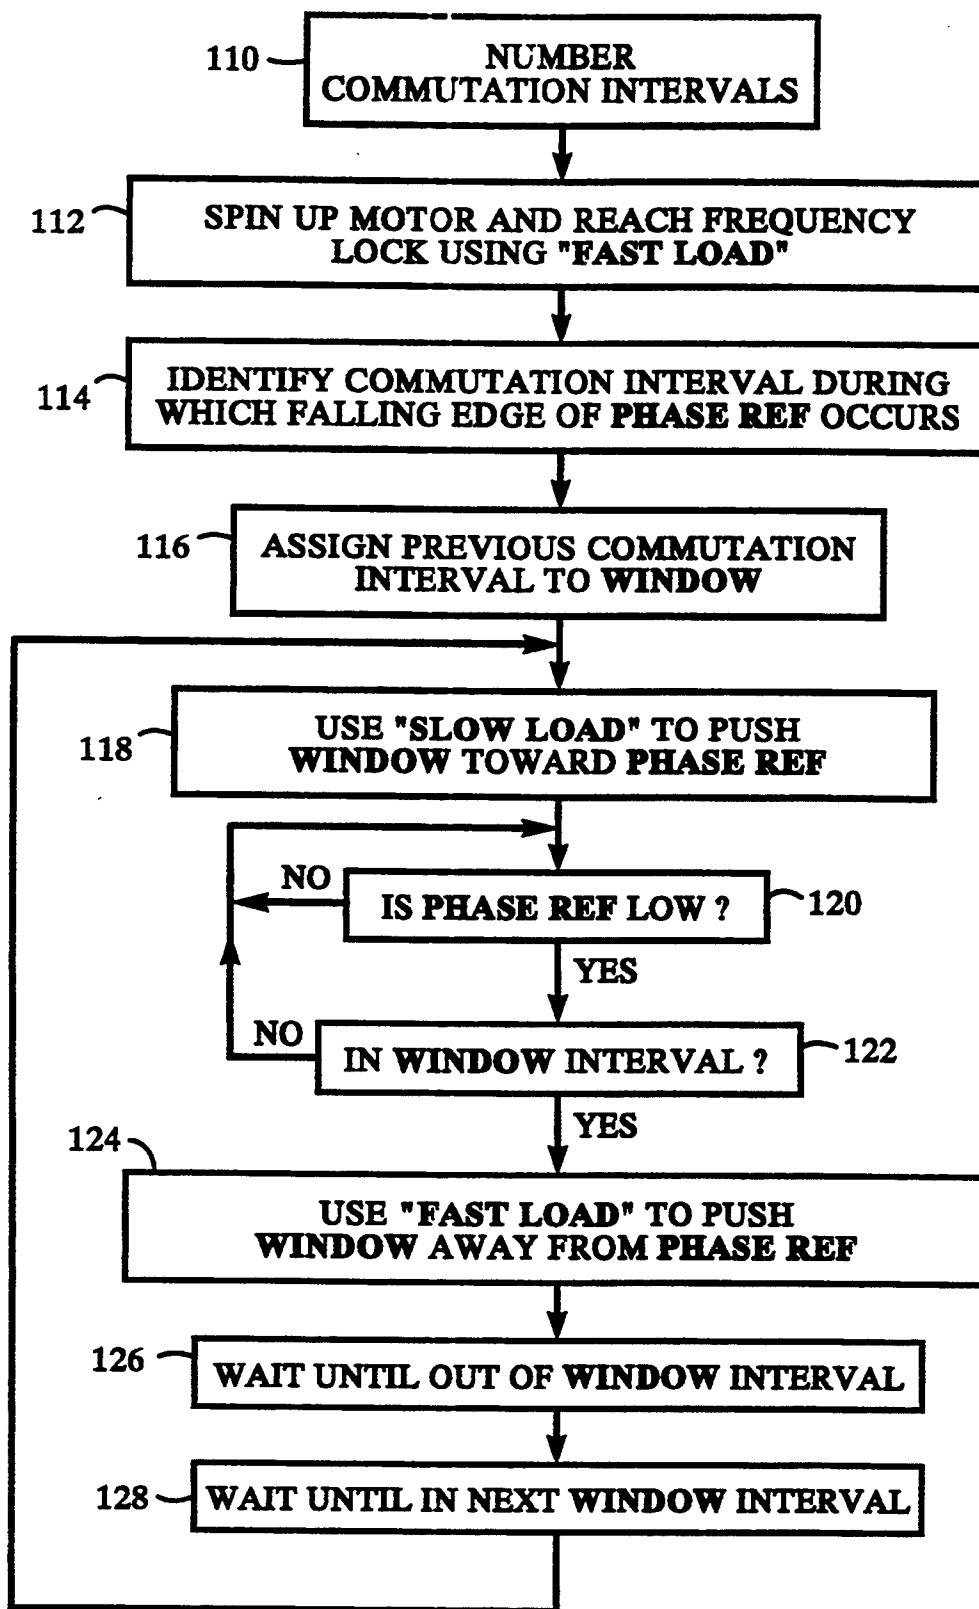 110
NUMBER
COMMUTATION INTERVALS
112
SPIN UP MOTOR AND REACH FREQUENCY
LOCK USING "FAST LOAD"
114
IDENTIFY COMMUTATION INTERVAL DURING
WHICH FALLING EDGE OF PHASE REF OCCURS
116
ASSIGN PREVIOUS COMMUTATION
INTERVAL TO WINDOW
118
USE "SLOW LOAD" TO PUSH
WINDOW TOWARD PHASE REF
NO
IS PHASE REF LOW ?
120
YES
NO
IN WINDOW INTERVAL ?
122
YES
124
USE "FAST LOAD" TO PUSH
WINDOW AWAY FROM PHASE REF
126
WAIT UNTIL OUT OF WINDOW INTERVAL
128
WAIT UNTIL IN NEXT WINDOW INTERVAL